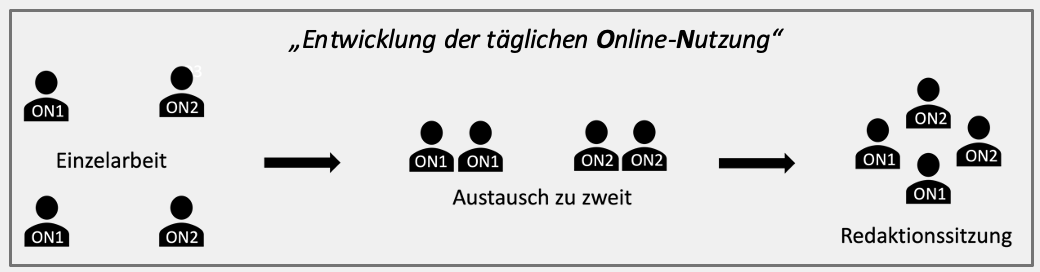 „Entwicklung der täglichen Online-Nutzung“
3
ON1 ON2
Einzelarbeit
ON1 ON2
ON1 ON1 ON2 ON2
Austausch zu zweit
ON2
ON1 ON2
ON1
Redaktionssitzung